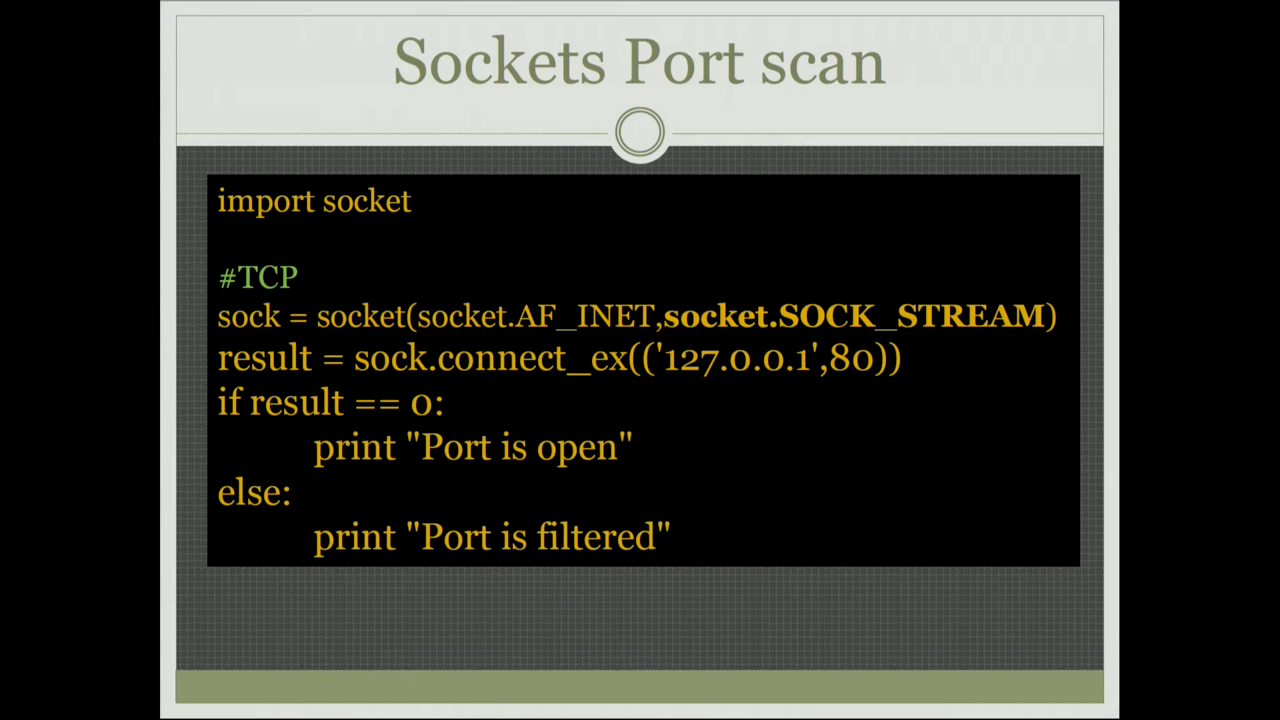 Sockets Port scan
import socket
#TCP
sock = socket(socket.AF_INET,socket.SOCK_STREAM)
result = sock.connect_ex(('127.0.0.1',80))
if result == 0:
print "Port is open"
else:
print "Port is filtered"